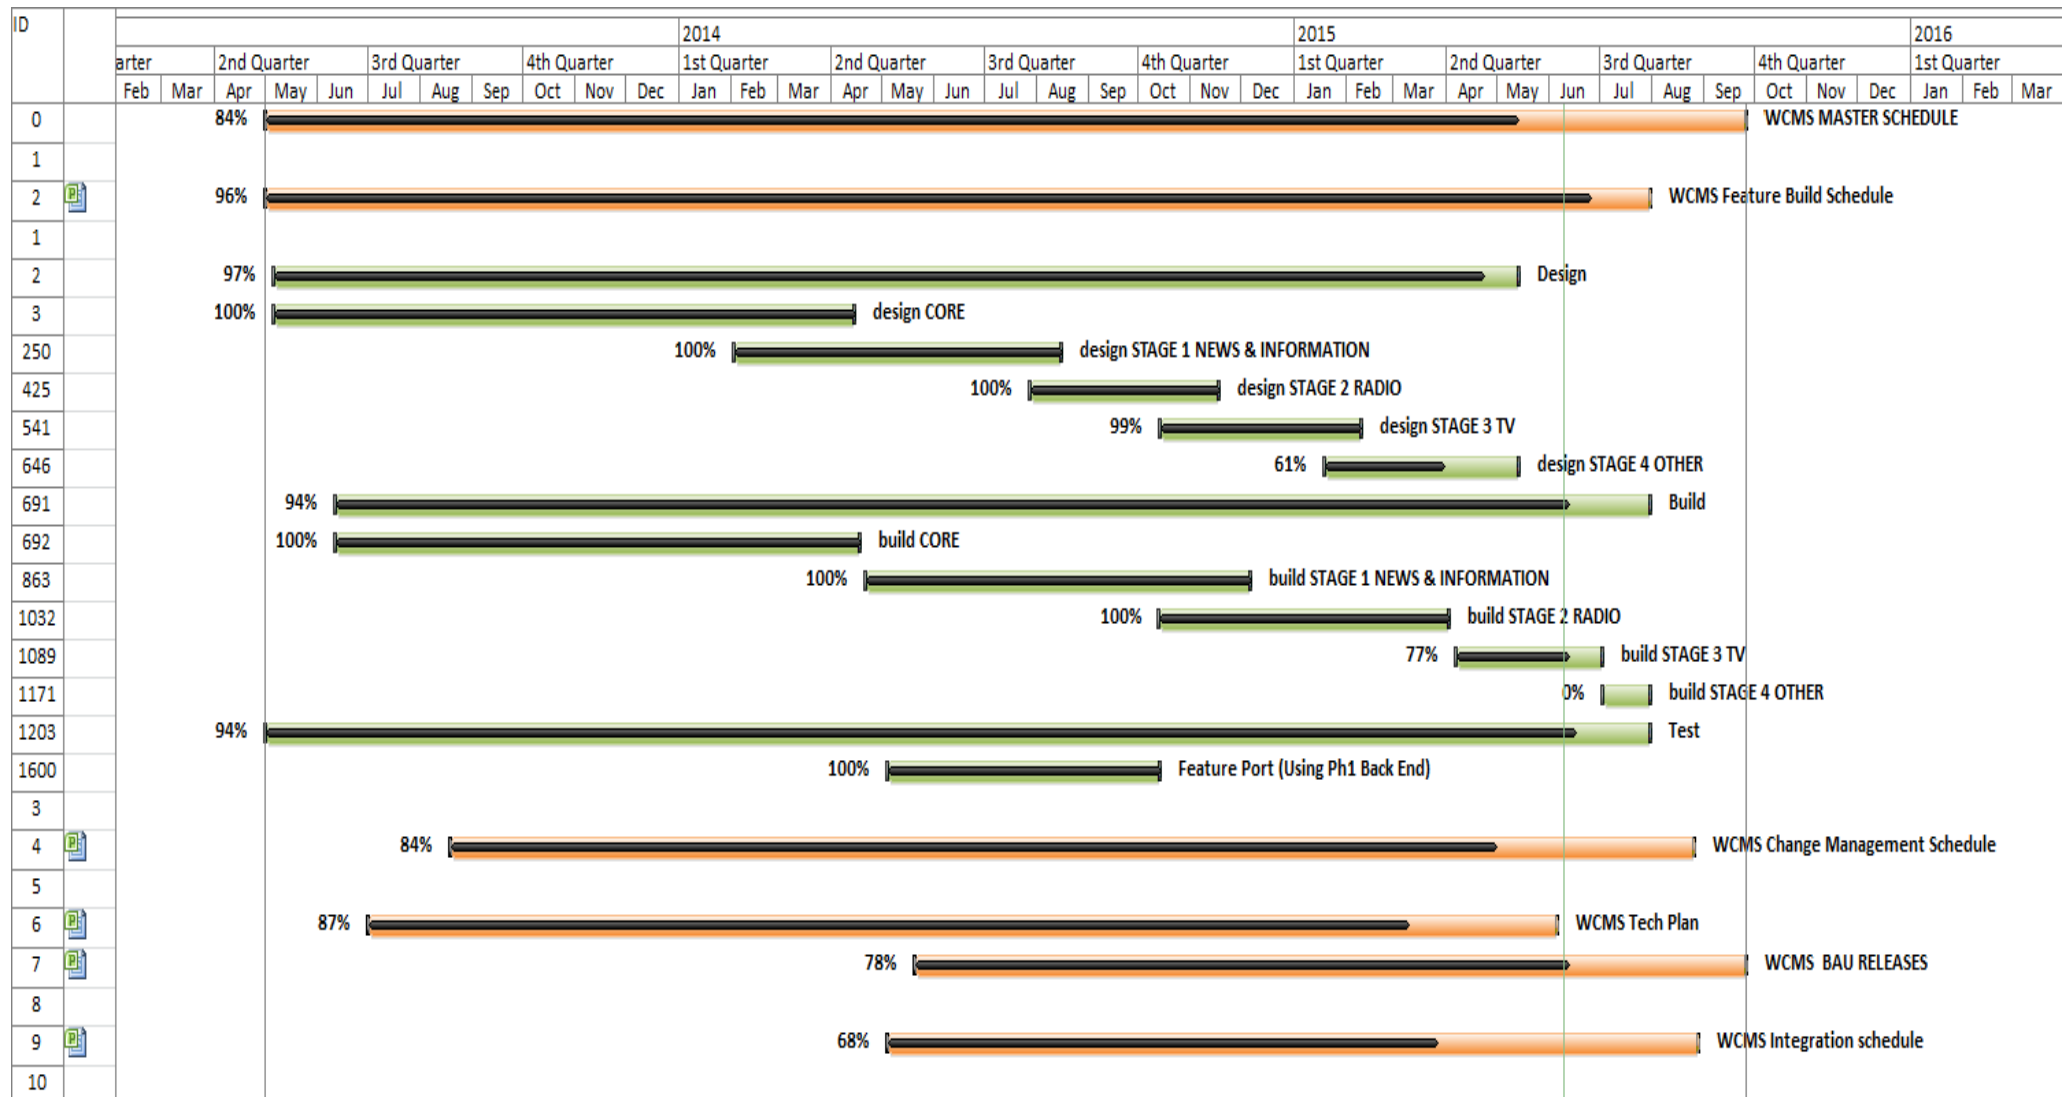 ID
2014 2015 2016
arter 2nd Quarter 3rd Quarter 4th Quarter 1st Quarter 2nd Quarter 3rd Quarter 4th Quarter 1st Quarter 2nd Quarter 3rd Quarter 4th Quarter 1st Quarter
Feb Mar Apr May Jun Jul Aug Sep Oct Nov Dec Jan Feb Mar Apr May Jun Jul Aug Sep Oct Nov Dec Jan Feb Mar Apr May Jun Jul Aug Sep Oct Nov Dec Jan Feb Mar
0 84% WCMS MASTER SCHEDULE
1
2 96% WCMS Feature Build Schedule
1
2 97% Design
3 100% design CORE
250 100% design STAGE 1 NEWS & INFORMATION
425 100% design STAGE 2 RADIO
541 99% design STAGE 3 TV
646 61% design STAGE 4 OTHER
691 94% Build
692 100% build CORE
863 100% build STAGE 1 NEWS & INFORMATION
1032 100% build STAGE 2 RADIO
1089 77% build STAGE 3 TV
1171 0% build STAGE 4 OTHER
1203 94% Test
1600 100% Feature Port (Using Ph1 Back End)
3
4 84% WCMS Change Management Schedule
5
6 87% WCMS Tech Plan
7 78% WCMS BAU RELEASES
8
9 68% WCMS Integration schedule
10